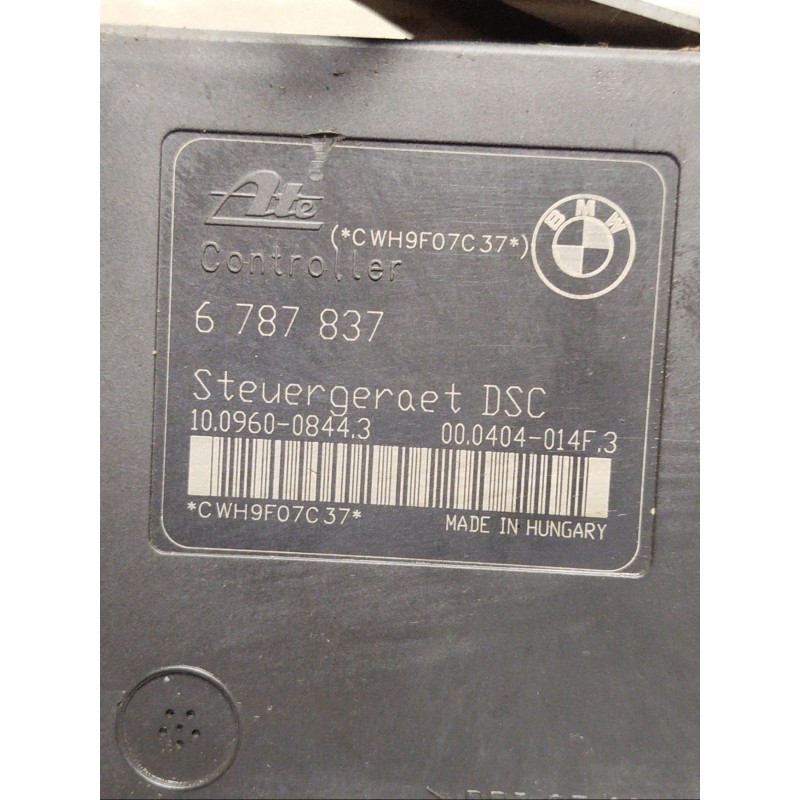 Ate
(*CWH9F07C37*)
BMW
Controller
6 787 837
Steuergeraet DSC
10.0960-0844.3 00.0404-014F.3
*CWH9F07C37*
MADE IN HUNGARY